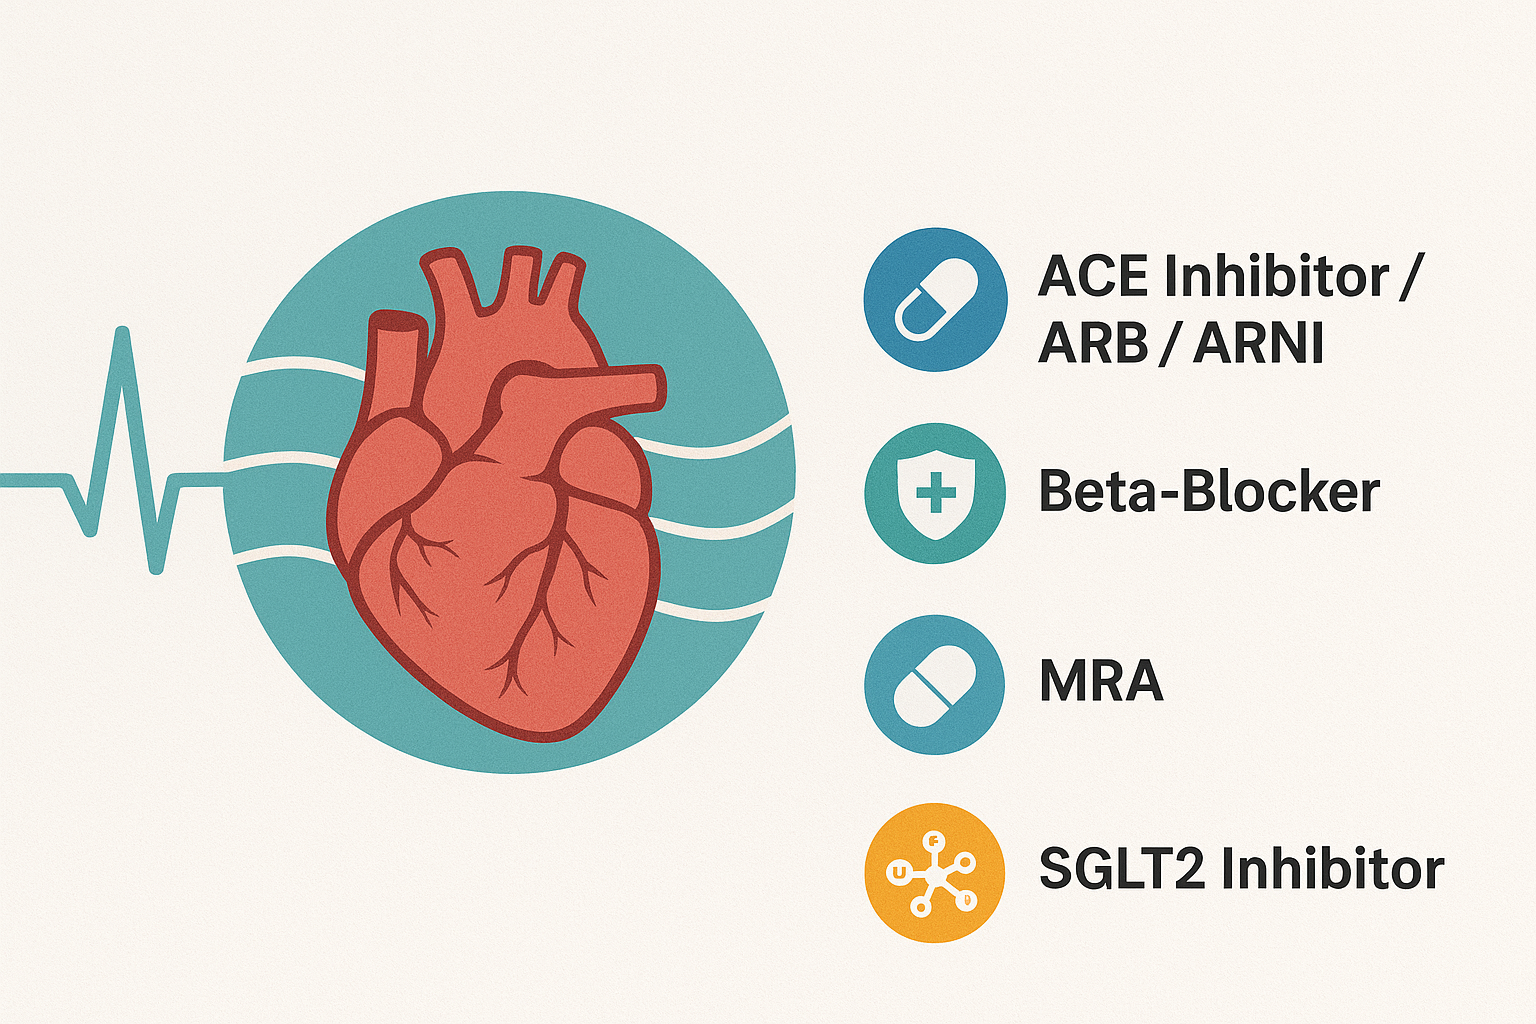 ACE Inhibitor /
ARB / ARNI
Beta-Blocker
MRA
SGLT2 Inhibitor